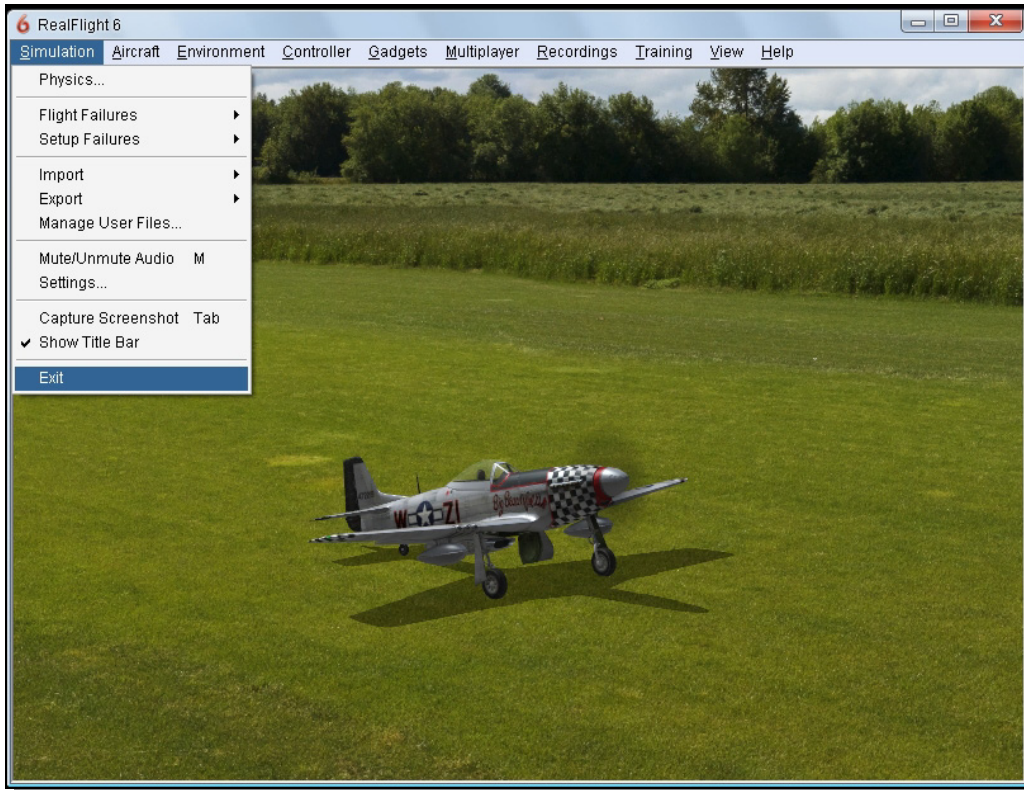 6 RealFlight 6
Simulation Aircraft Environment Controller Gadgets Multiplayer Recordings Training View Help
Physics...
Flight Failures
Setup Failures
Import
Export
Manage User Files...
Mute/Unmute Audio M
Settings...
Capture Screenshot Tab
Show Title Bar
Exit
W ZI